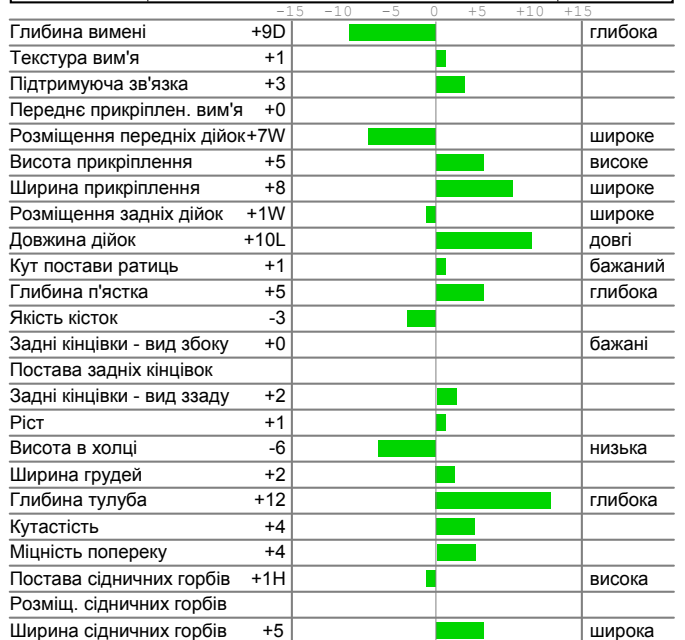 -15 -10 -5 0 +5 +10 +15
Глибина вимені +9D глибока
Текстура вим'я +1
Підтримуюча зв'язка +3
Переднє прикріплен. вим'я +0
Розміщення передніх дійок+7W широке
Висота прикріплення +5 високе
Ширина прикріплення +8 широке
Розміщення задніх дійок +1W широке
Довжина дійок +10L довгі
Кут постави ратиць +1 бажаний
Глибина п'ястка +5 глибока
Якість кісток -3
Задні кінцівки - вид збоку +0 бажані
Постава задніх кінцівок
Задні кінцівки - вид ззаду +2
Ріст +1
Висота в холці -6 низька
Ширина грудей +2
Глибина тулуба +12 глибока
Кутастість +4
Міцність попереку +4
Постава сідничних горбів +1H висока
Розміщ. сідничних горбів
Ширина сідничних горбів +5 широка